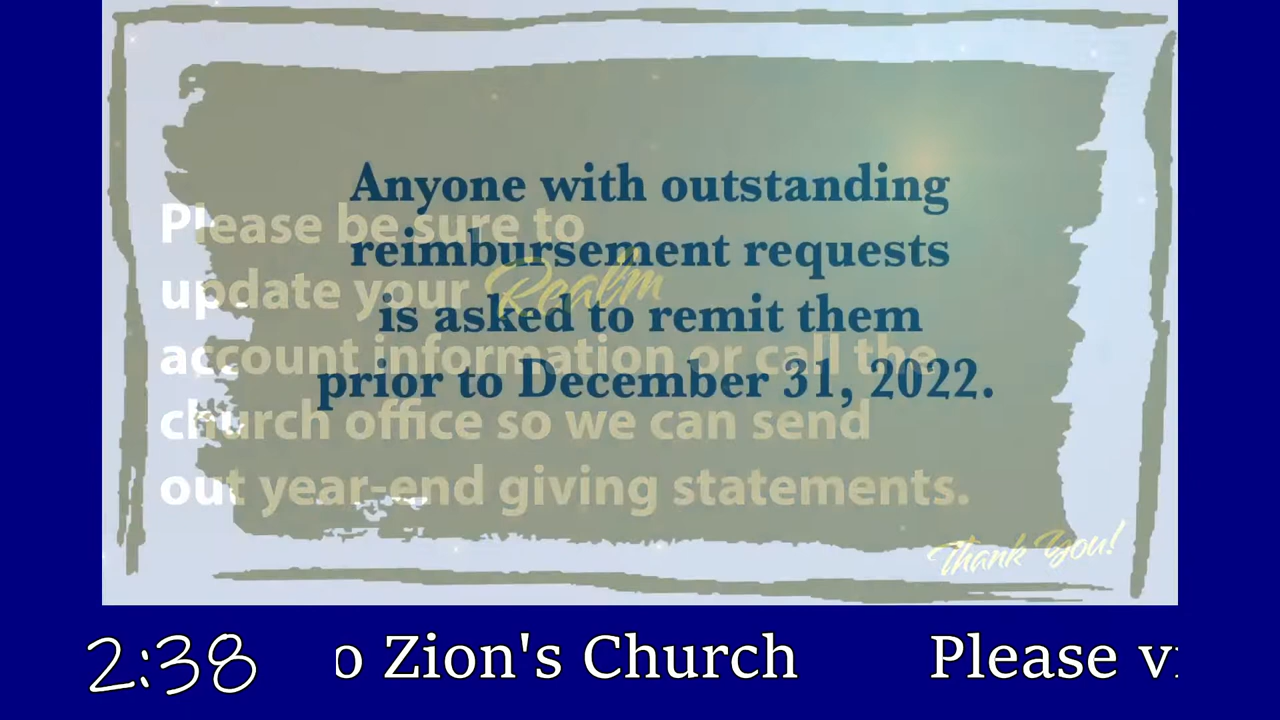 Anyone with outstanding
reimbursement requests
is asked to remit them
prior to December 31, 2022.
Please be sure to
update your Realm
account information or call the
church office so we can send
out year-end giving statements.
Thank You!
2:38
o Zion's Church Please